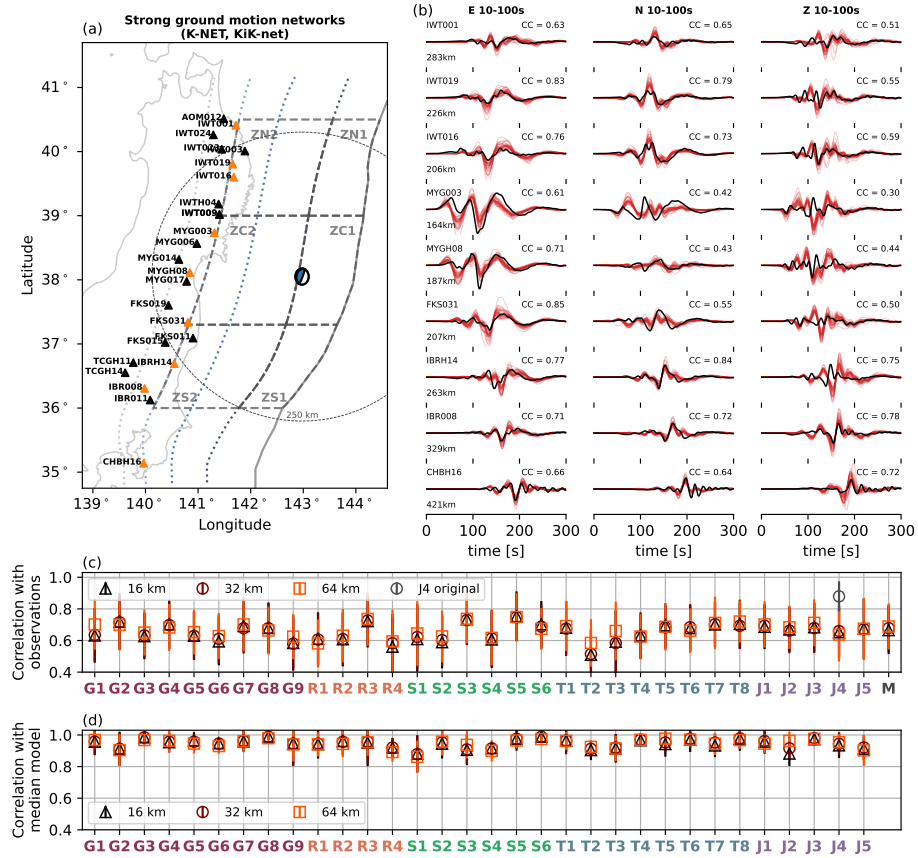 (a)
Strong ground motion networks
(K-NET, KiK-net)
41°
40°
39°
38°
37°
36°
35°
Latitude
139
140
141
142
143
144
Longitude
AOM012
IWT001
IWT024
IWT019
IWT016
IWTH04
IWT009
MYG003
MYG006
MYG014
MYGH08
MYG017
FKS019
FKS031
FKS011
FKS015
TCGH11
IBRH14
TCGH14
IBR008
IBR011
CHBH16
ZN2
ZN1
ZC2
ZC1
ZS2
ZS1
250 km
(b)
E 10-100s
N 10-100s
Z 10-100s
IWT001
CC = 0.63
CC = 0.65
CC = 0.51
283km
IWT019
CC = 0.83
CC = 0.79
CC = 0.55
226km
IWT016
CC = 0.76
CC = 0.73
CC = 0.59
206km
MYG003
CC = 0.61
CC = 0.42
CC = 0.30
164km
MYGH08
CC = 0.71
CC = 0.43
CC = 0.44
187km
FKS031
CC = 0.85
CC = 0.55
CC = 0.50
207km
IBRH14
CC = 0.77
CC = 0.84
CC = 0.75
263km
IBR008
CC = 0.71
CC = 0.72
CC = 0.78
329km
CHBH16
CC = 0.66
CC = 0.64
CC = 0.72
421km
0 100 200 300
0 100 200 300
0 100 200 300
time [s]
time [s]
time [s]
(c)
1.0
0.8
0.6
0.4
Correlation with
observations
16 km
32 km
64 km
J4 original
G1 G2 G3 G4 G5 G6 G7 G8 G9 R1 R2 R3 R4 S1 S2 S3 S4 S5 S6 T1 T2 T3 T4 T5 T6 T7 T8 J1 J2 J3 J4 J5 M
(d)
1.0
0.8
0.6
0.4
Correlation with
median model
16 km
32 km
64 km
G1 G2 G3 G4 G5 G6 G7 G8 G9 R1 R2 R3 R4 S1 S2 S3 S4 S5 S6 T1 T2 T3 T4 T5 T6 T7 T8 J1 J2 J3 J4 J5